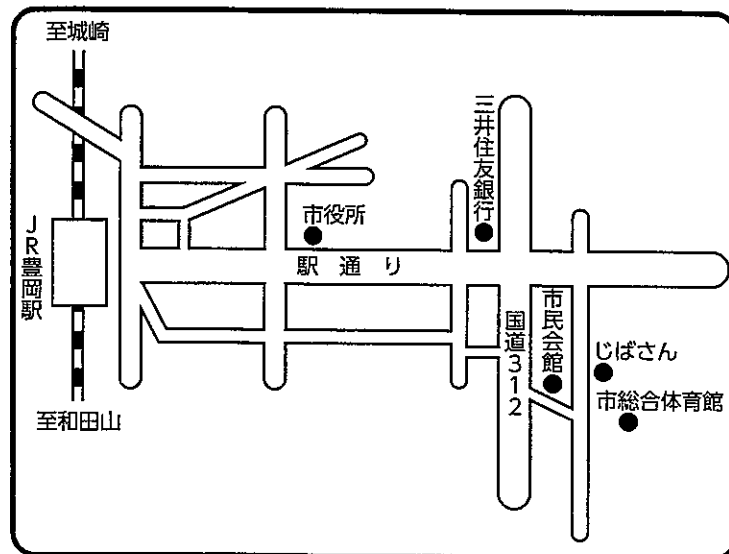 至城崎
三井住友銀行
JR豊岡駅
市役所
駅通り
市民会館
国道312
じばさん
市総合体育館
至和田山